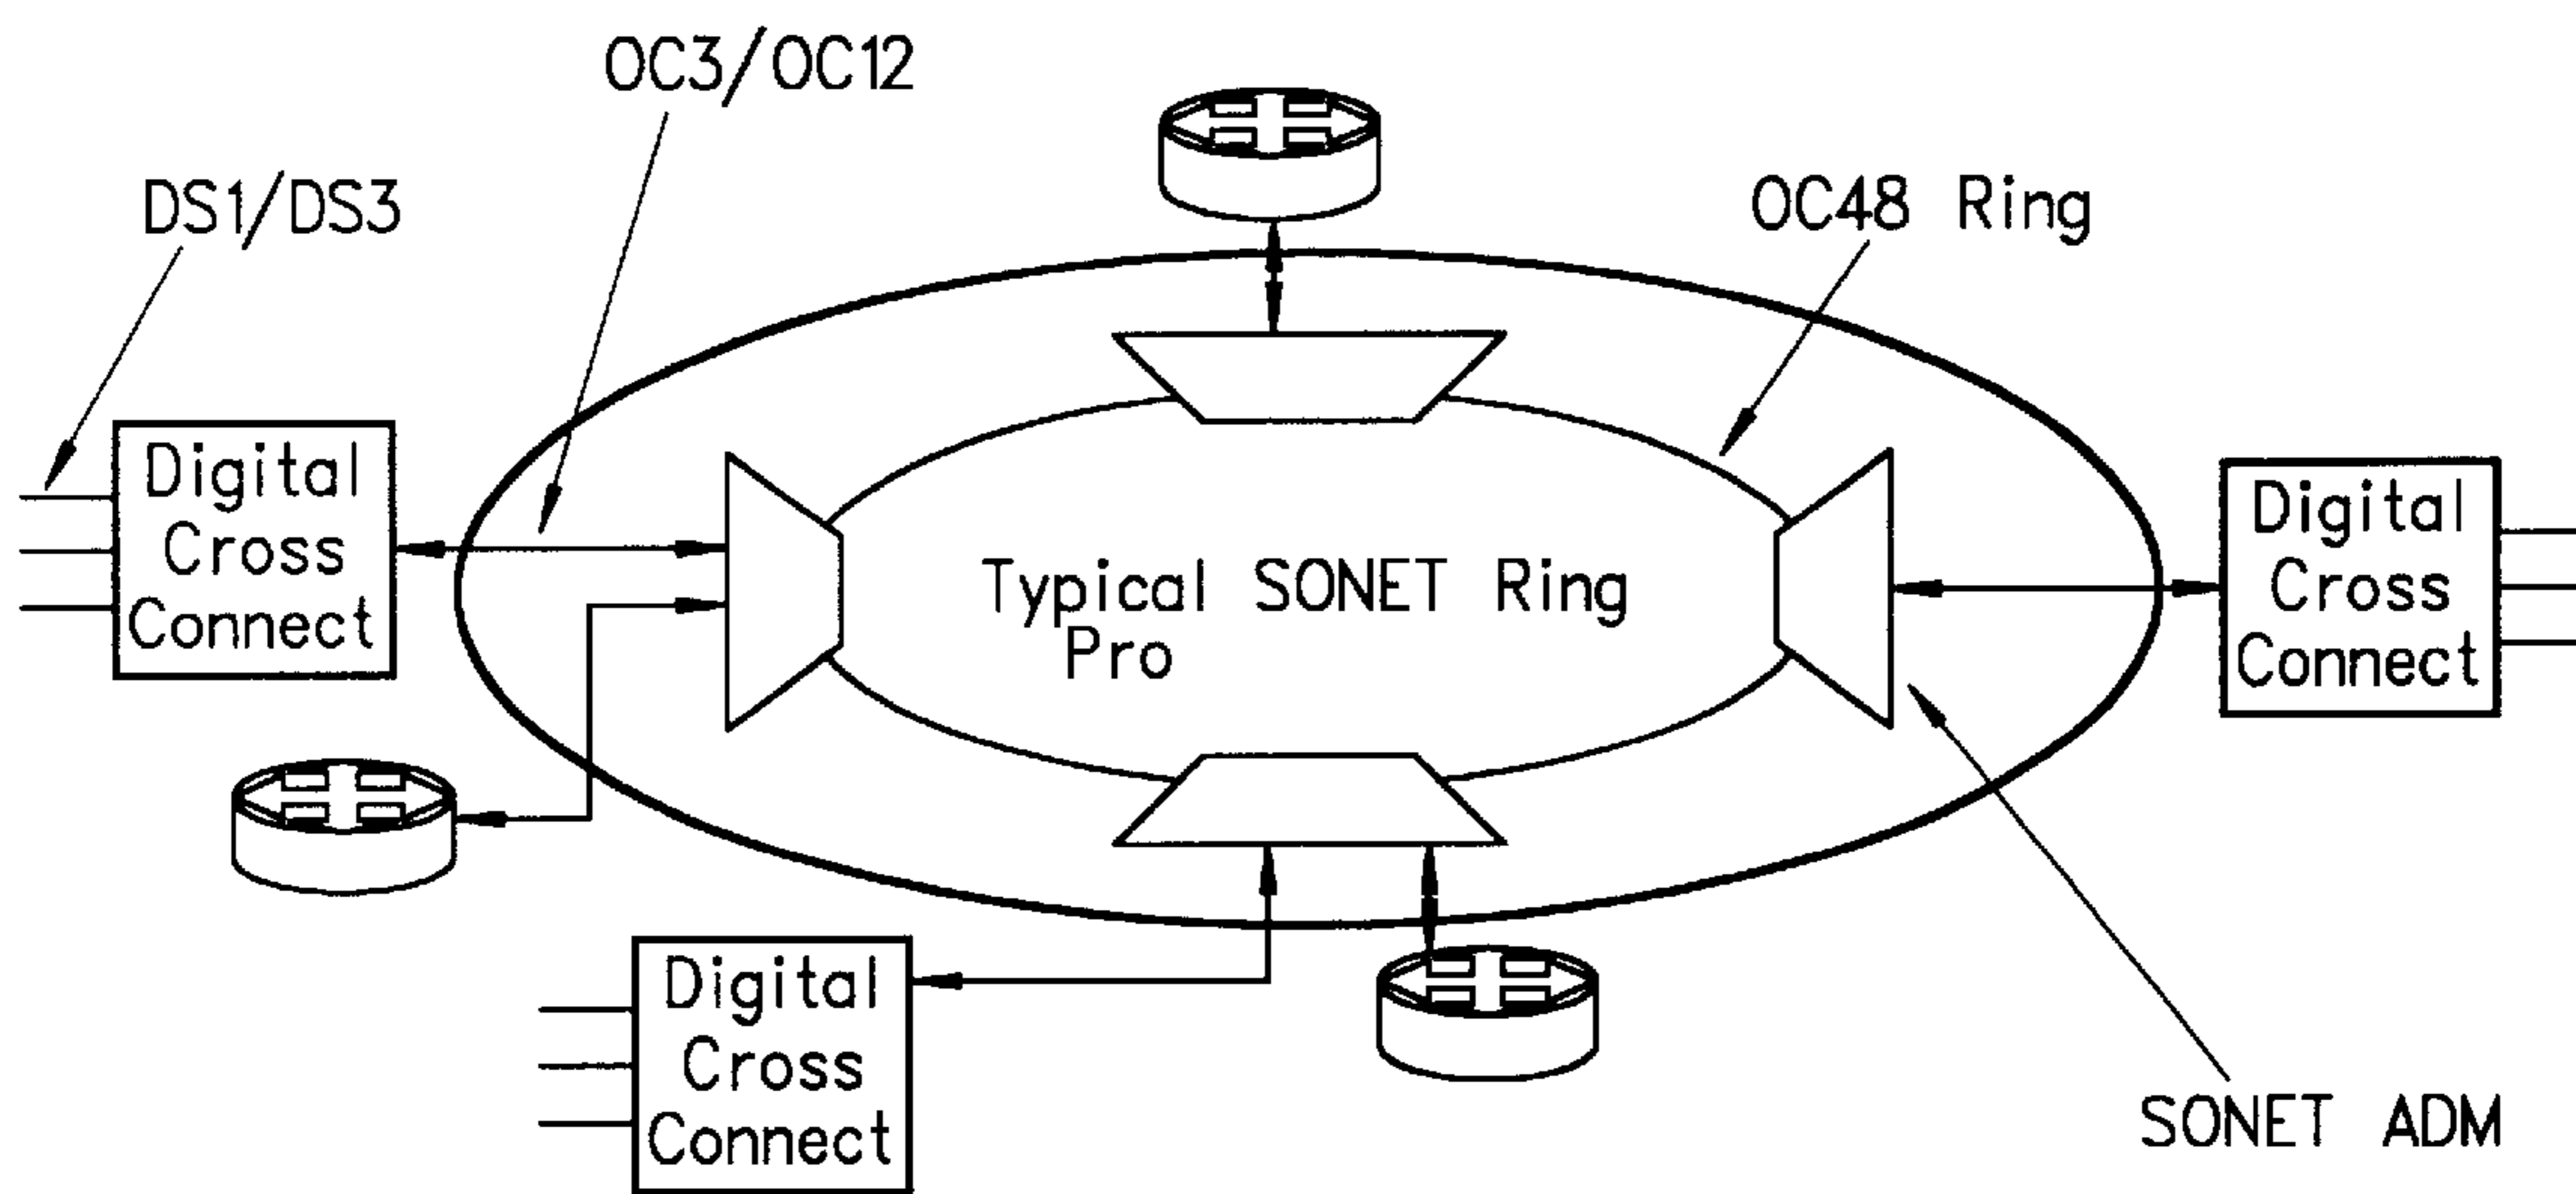 OC3/OC12
DS1/DS3
OC48 Ring
Digital
Cross
Connect
Typical SONET Ring
Pro
Digital
Cross
Connect
Digital
Cross
Connect
SONET ADM